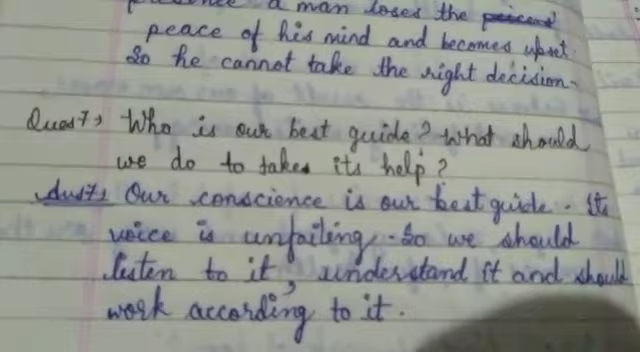 a man loses the
peace of his mind and becomes upset.
So he cannot take the right decision.
Ques7, Who is our best guide? What should
we do to takes its help?
Ans7, Our conscience is our best guide. Its
voice is unfailing. So we should
listen to it, understand it and should
work according to it.